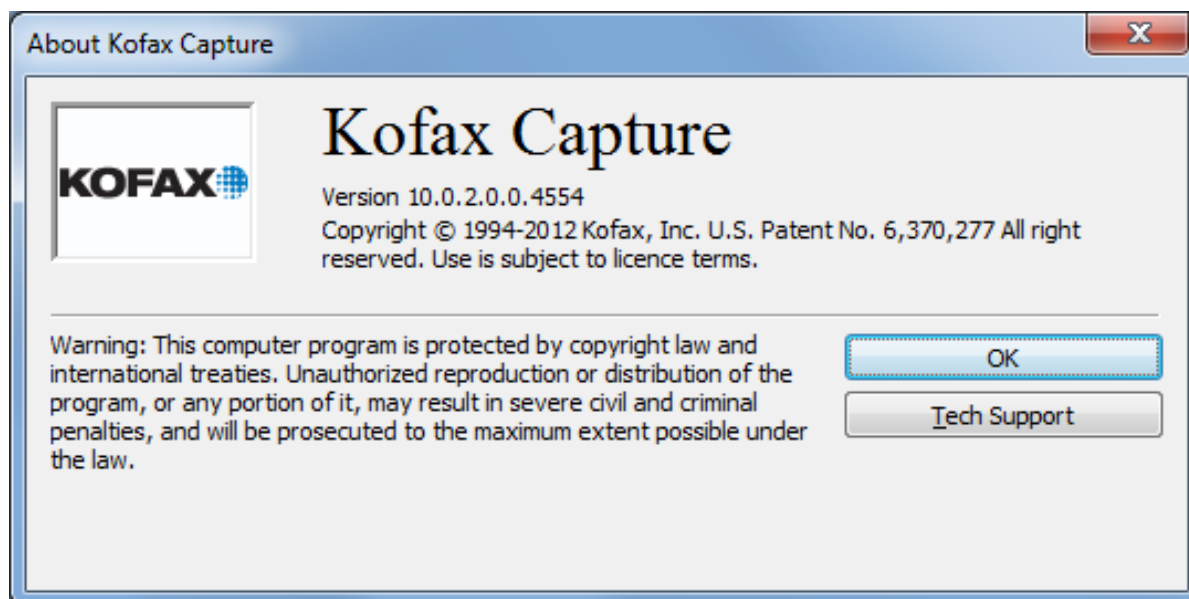 About Kofax Capture
KOFAX
Kofax Capture
Version 10.0.2.0.0.4554
Copyright © 1994-2012 Kofax, Inc. U.S. Patent No. 6,370,277 All right
reserved. Use is subject to licence terms.
Warning: This computer program is protected by copyright law and
international treaties. Unauthorized reproduction or distribution of the
program, or any portion of it, may result in severe civil and criminal
penalties, and will be prosecuted to the maximum extent possible under
the law.
OK
Tech Support